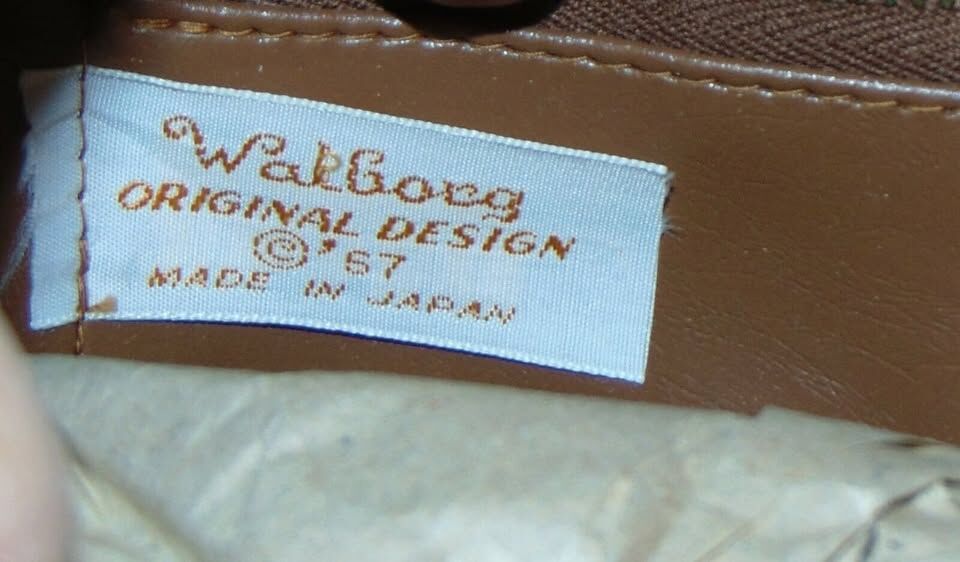 Walborg
ORIGINAL DESIGN
© '67
MADE IN JAPAN